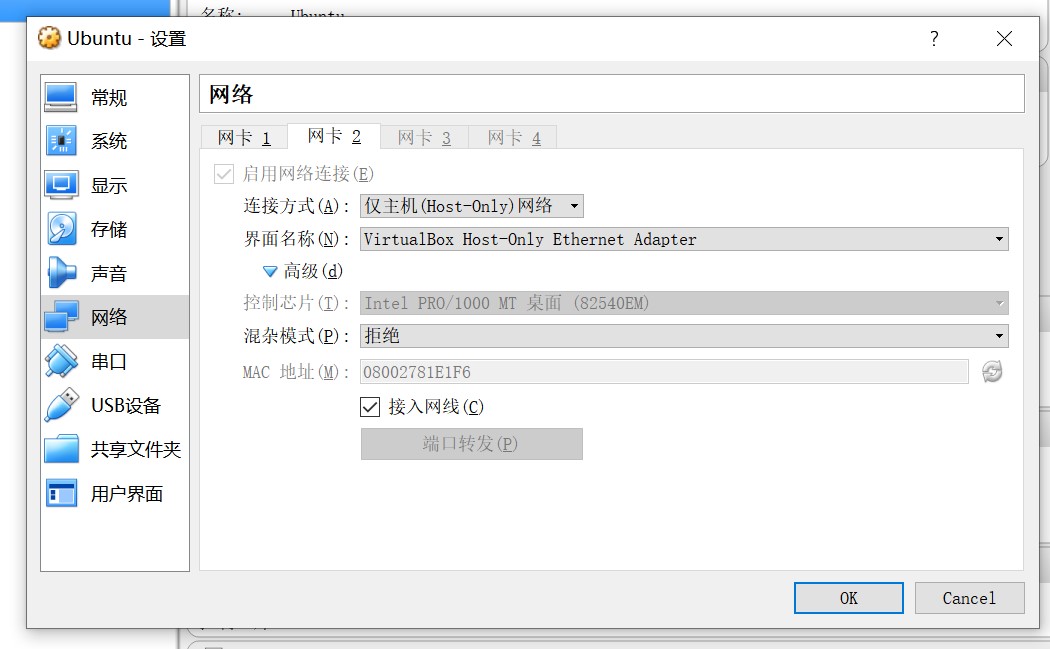 名称: Ubuntu
Ubuntu - 设置
?
常规
系统
显示
存储
声音
网络
串口
USB设备
共享文件夹
用户界面
网络
网卡 1 网卡 2 网卡 3 网卡 4
启用网络连接(E)
连接方式(A): 仅主机(Host-Only)网络
界面名称(N): VirtualBox Host-Only Ethernet Adapter
高级(d)
控制芯片(T): Intel PRO/1000 MT 桌面 (82540EM)
混杂模式(P): 拒绝
MAC 地址(M): 08002781E1F6
接入网线(C)
端口转发(P)
OK Cancel